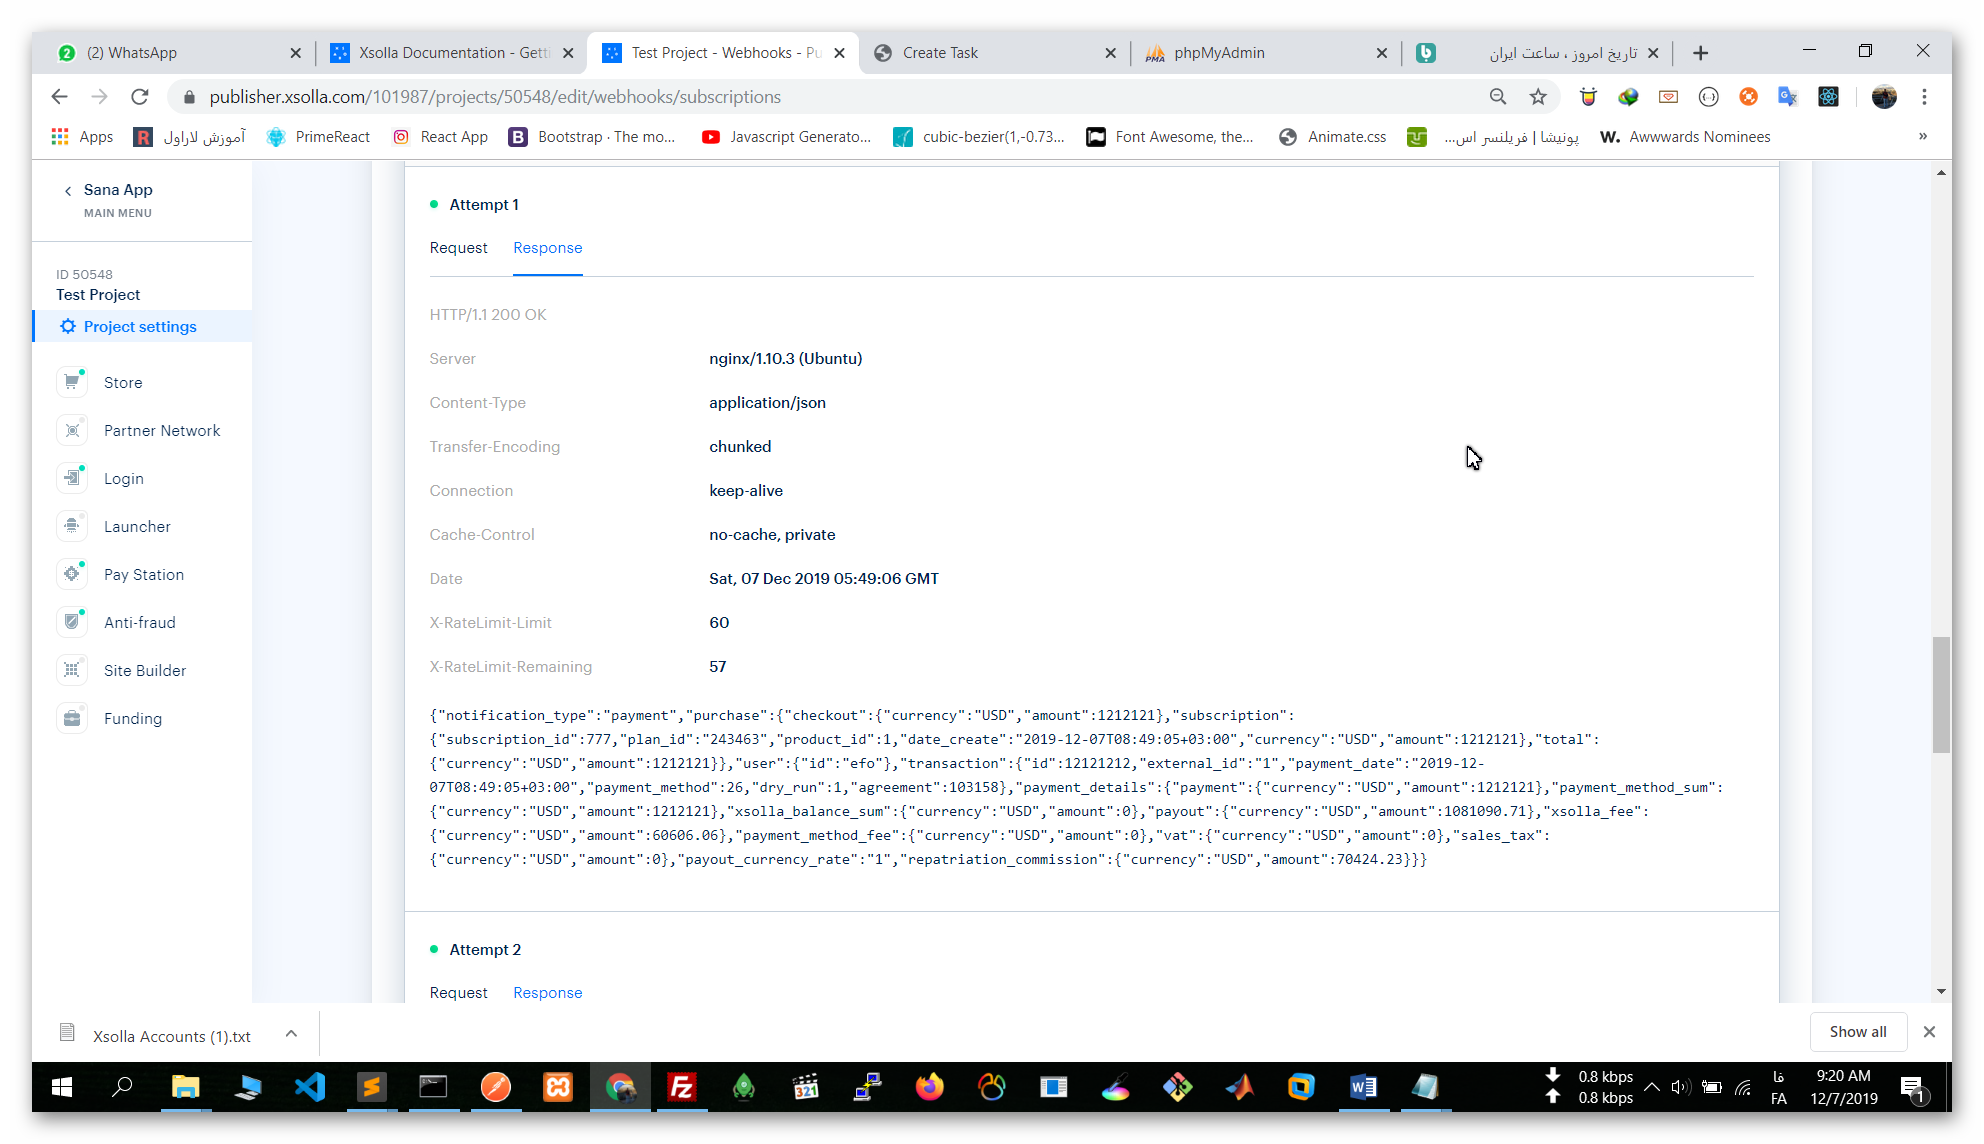 (2) WhatsApp
Xsolla Documentation - Getti
Test Project - Webhooks - Pu
Create Task
phpMyAdmin
تاریخ امروز ، ساعت ایران
publisher.xsolla.com/101987/projects/50548/edit/webhooks/subscriptions
Apps
آموزش لاراول
PrimeReact
React App
Bootstrap · The mo...
Javascript Generato...
cubic-bezier(1,-0.73...
Font Awesome, the...
Animate.css
پونیشا | فریلنسر اس...
W. Awwwards Nominees
»
Sana App
MAIN MENU
ID 50548
Test Project
Project settings
Store
Partner Network
Login
Launcher
Pay Station
Anti-fraud
Site Builder
Funding
Attempt 1
Request Response
HTTP/1.1 200 OK
Server nginx/1.10.3 (Ubuntu)
Content-Type application/json
Transfer-Encoding chunked
Connection keep-alive
Cache-Control no-cache, private
Date Sat, 07 Dec 2019 05:49:06 GMT
X-RateLimit-Limit 60
X-RateLimit-Remaining 57
{"notification_type":"payment","purchase":{"checkout":{"currency":"USD","amount":1212121},"subscription":
{"subscription_id":777,"plan_id":"243463","product_id":1,"date_create":"2019-12-07T08:49:05+03:00","currency":"USD","amount":1212121},"total":
{"currency":"USD","amount":1212121}},"user":{"id":"efo"},"transaction":{"id":12121212,"external_id":"1","payment_date":"2019-12-
07T08:49:05+03:00","payment_method":26,"dry_run":1,"agreement":103158},"payment_details":{"payment":{"currency":"USD","amount":1212121},"payment_method_sum":
{"currency":"USD","amount":1212121},"xsolla_balance_sum":{"currency":"USD","amount":0},"payout":{"currency":"USD","amount":1081090.71},"xsolla_fee":
{"currency":"USD","amount":60606.06},"payment_method_fee":{"currency":"USD","amount":0},"vat":{"currency":"USD","amount":0},"sales_tax":
{"currency":"USD","amount":0},"payout_currency_rate":"1","repatriation_commission":{"currency":"USD","amount":70424.23}}}
Attempt 2
Request Response
Xsolla Accounts (1).txt
Show all
0.8 kbps
0.8 kbps
فا
FA
9:20 AM
12/7/2019
1